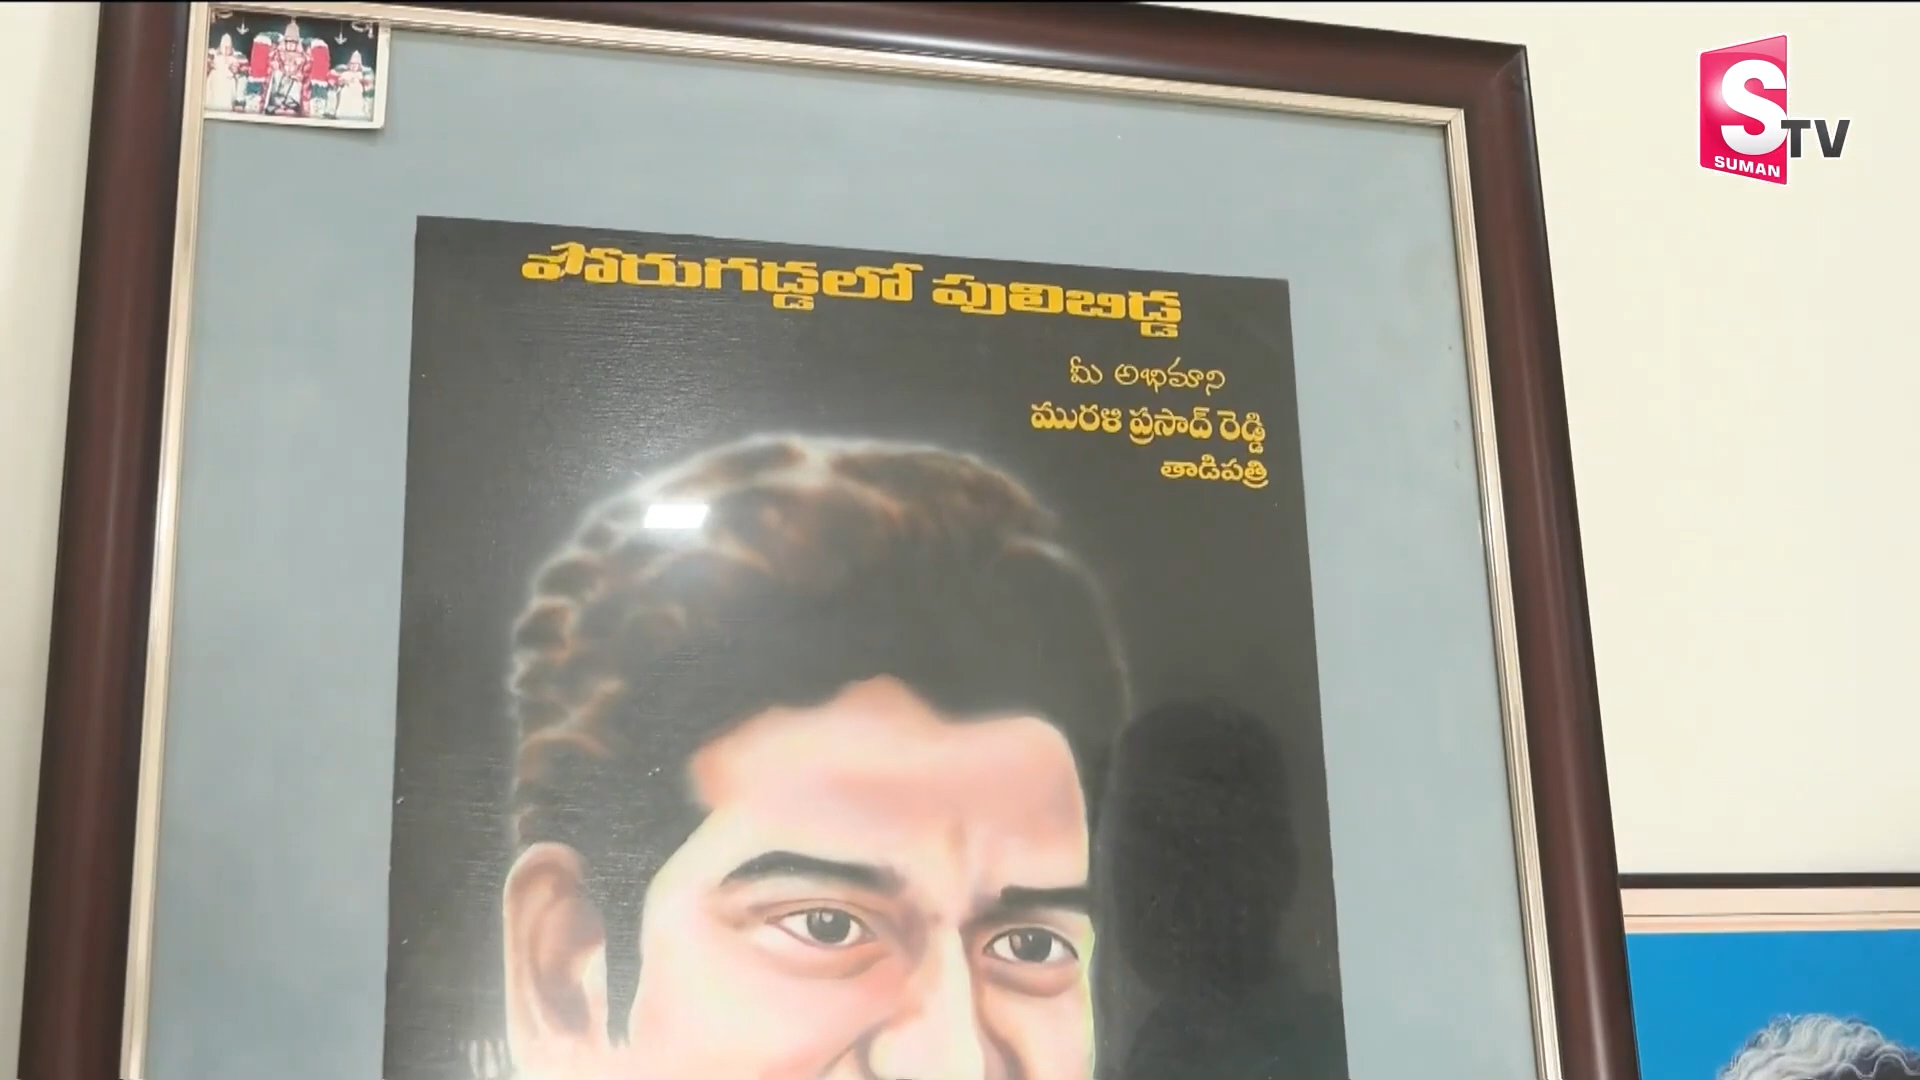 పోరుగడ్డలో పులిబిడ్డ
మీ అభిమాని
మురళి ప్రసాద్ రెడ్డి
తాడిపత్రి
S TV
SUMAN